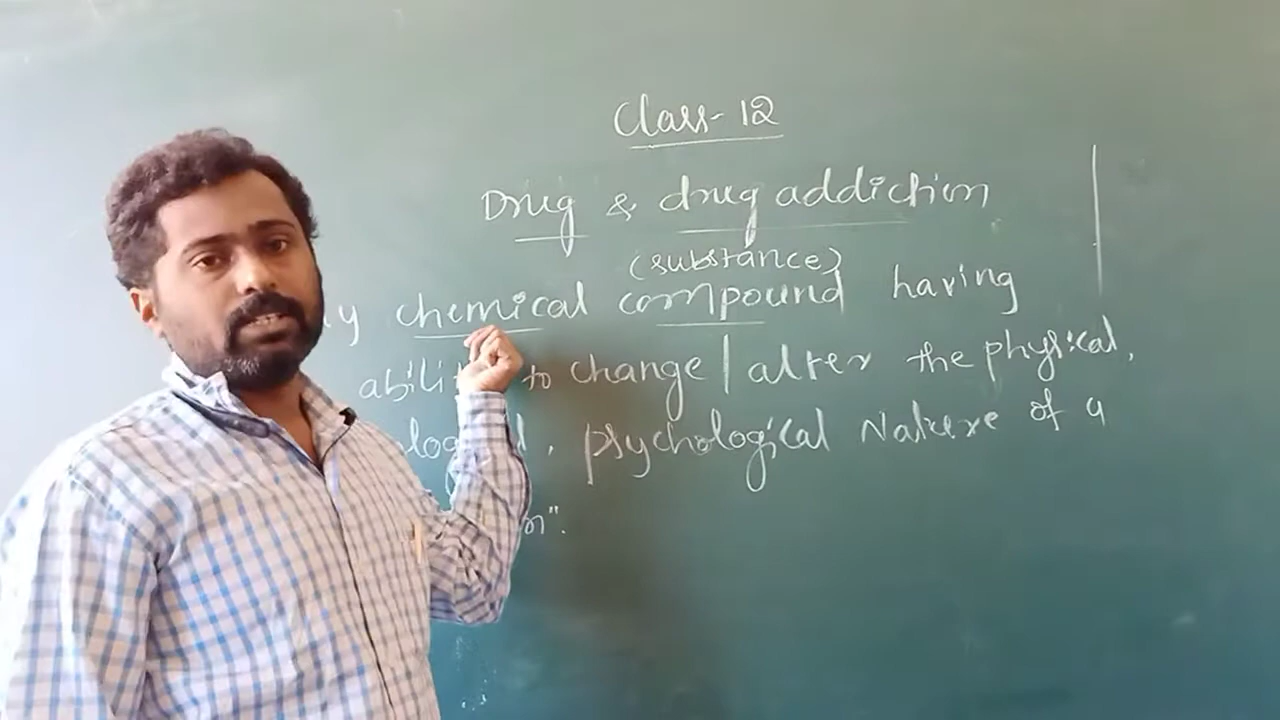 Class-12
Drug & drug addiction
(substance)
chemical compound having
to change / alter the physical,
, psychological Nature of a